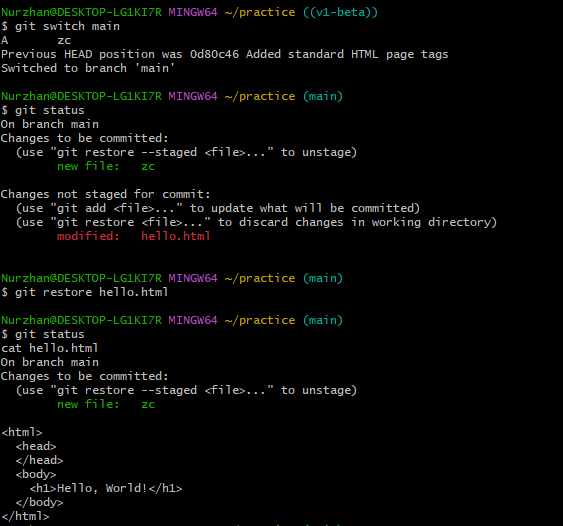 Nurzhan@DESKTOP-LG1KI7R MINGW64 ~/practice ((v1-beta))
$ git switch main
A       zc
Previous HEAD position was 0d80c46 Added standard HTML page tags
Switched to branch 'main'

Nurzhan@DESKTOP-LG1KI7R MINGW64 ~/practice (main)
$ git status
On branch main
Changes to be committed:
  (use "git restore --staged <file>..." to unstage)
        new file:   zc

Changes not staged for commit:
  (use "git add <file>..." to update what will be committed)
  (use "git restore <file>..." to discard changes in working directory)
        modified:   hello.html

Nurzhan@DESKTOP-LG1KI7R MINGW64 ~/practice (main)
$ git restore hello.html

Nurzhan@DESKTOP-LG1KI7R MINGW64 ~/practice (main)
$ git status
cat hello.html
On branch main
Changes to be committed:
  (use "git restore --staged <file>..." to unstage)
        new file:   zc

<html>
  <head>
  </head>
  <body>
    <h1>Hello, World!</h1>
  </body>
</html>